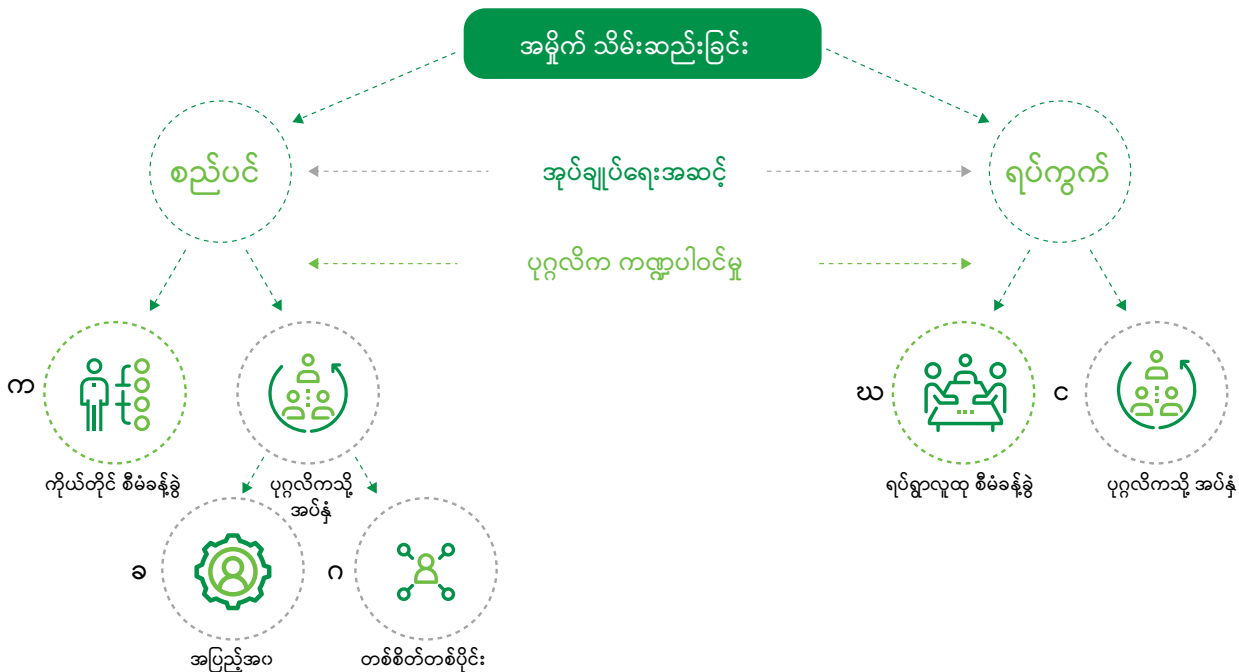 အမှိုက် သိမ်းဆည်းခြင်း
စည်ပင်
အုပ်ချုပ်ရေးအဆင့်
ရပ်ကွက်
ပုဂ္ဂလိက ကဏ္ဍပါဝင်မှု
က
ဃ
င
ကိုယ်တိုင် စီမံခန့်ခွဲ
ပုဂ္ဂလိကသို့
အပ်နှံ
ရပ်ရွာလူထု စီမံခန့်ခွဲ
ပုဂ္ဂလိကသို့ အပ်နှံ
ခ
ဂ
အပြည့်အဝ
တစ်စိတ်တစ်ပိုင်း